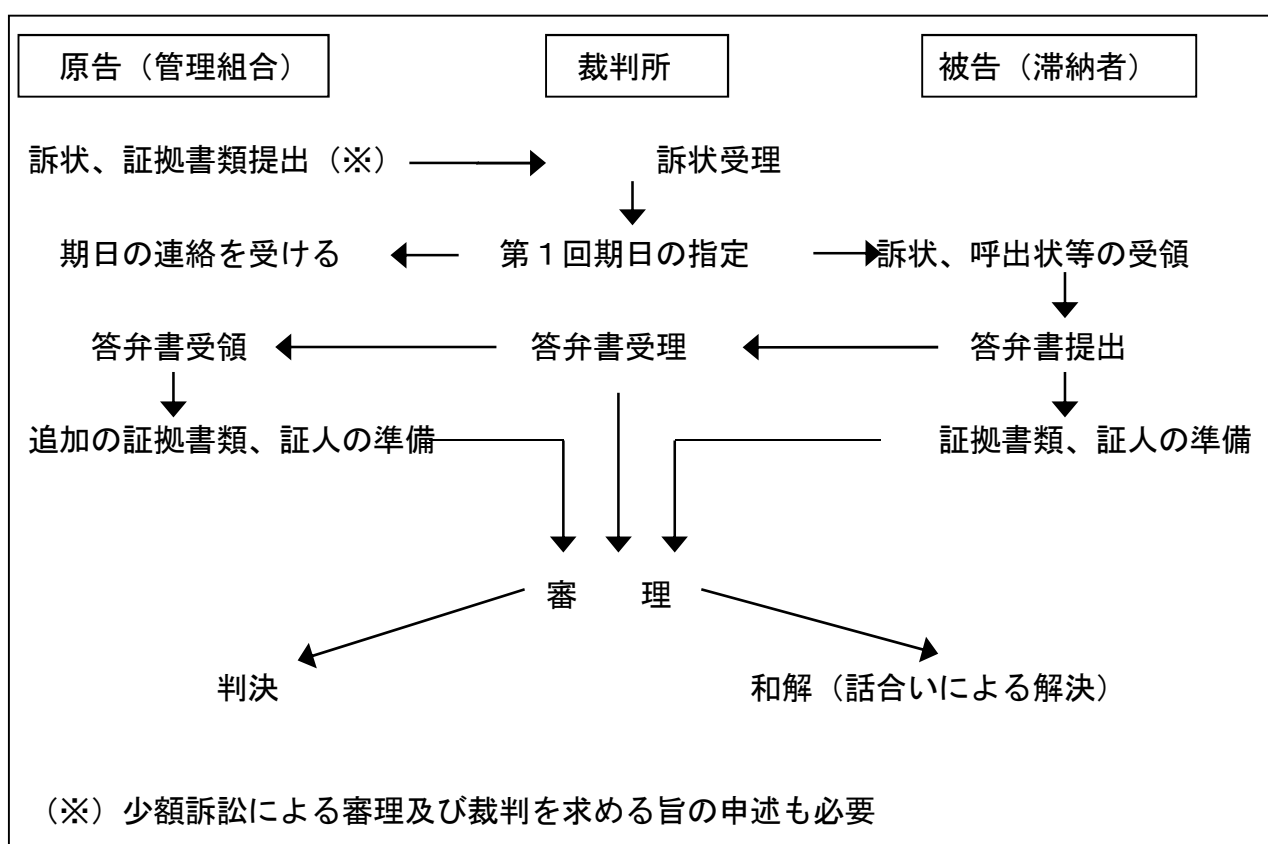 原告（管理組合）
裁判所
被告（滞納者）
訴状、証拠書類提出（※）
訴状受理
期日の連絡を受ける
第１回期日の指定
訴状、呼出状等の受領
答弁書受領
答弁書受理
答弁書提出
追加の証拠書類、証人の準備
証拠書類、証人の準備
審　理
判決
和解（話合いによる解決）
（※）少額訴訟による審理及び裁判を求める旨の申述も必要